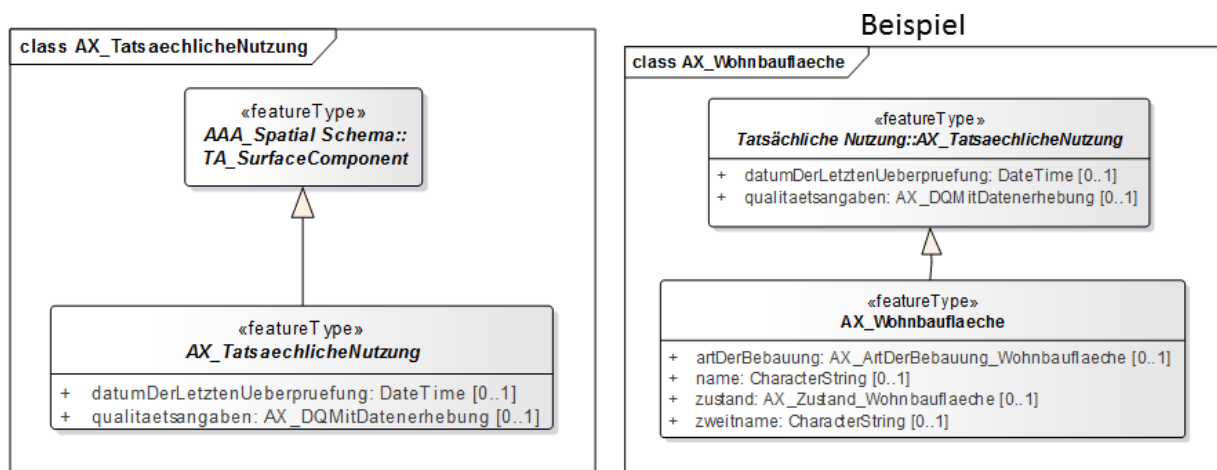 class AX_TatsaechlicheNutzung
«featureType»
AAA_Spatial Schema::
TA_SurfaceComponent
«featureType»
AX_TatsaechlicheNutzung
+ datumDerLetztenUeberpruefung: DateTime [0..1]
+ qualitaetsangaben: AX_DQMitDatenerhebung [0..1]
Beispiel
class AX_Wohnbauflaeche
«featureType»
Tatsächliche Nutzung::AX_TatsaechlicheNutzung
+ datumDerLetztenUeberpruefung: DateTime [0..1]
+ qualitaetsangaben: AX_DQMitDatenerhebung [0..1]
«featureType»
AX_Wohnbauflaeche
+ artDerBebauung: AX_ArtDerBebauung_Wohnbauflaeche [0..1]
+ name: CharacterString [0..1]
+ zustand: AX_Zustand_Wohnbauflaeche [0..1]
+ zweitname: CharacterString [0..1]